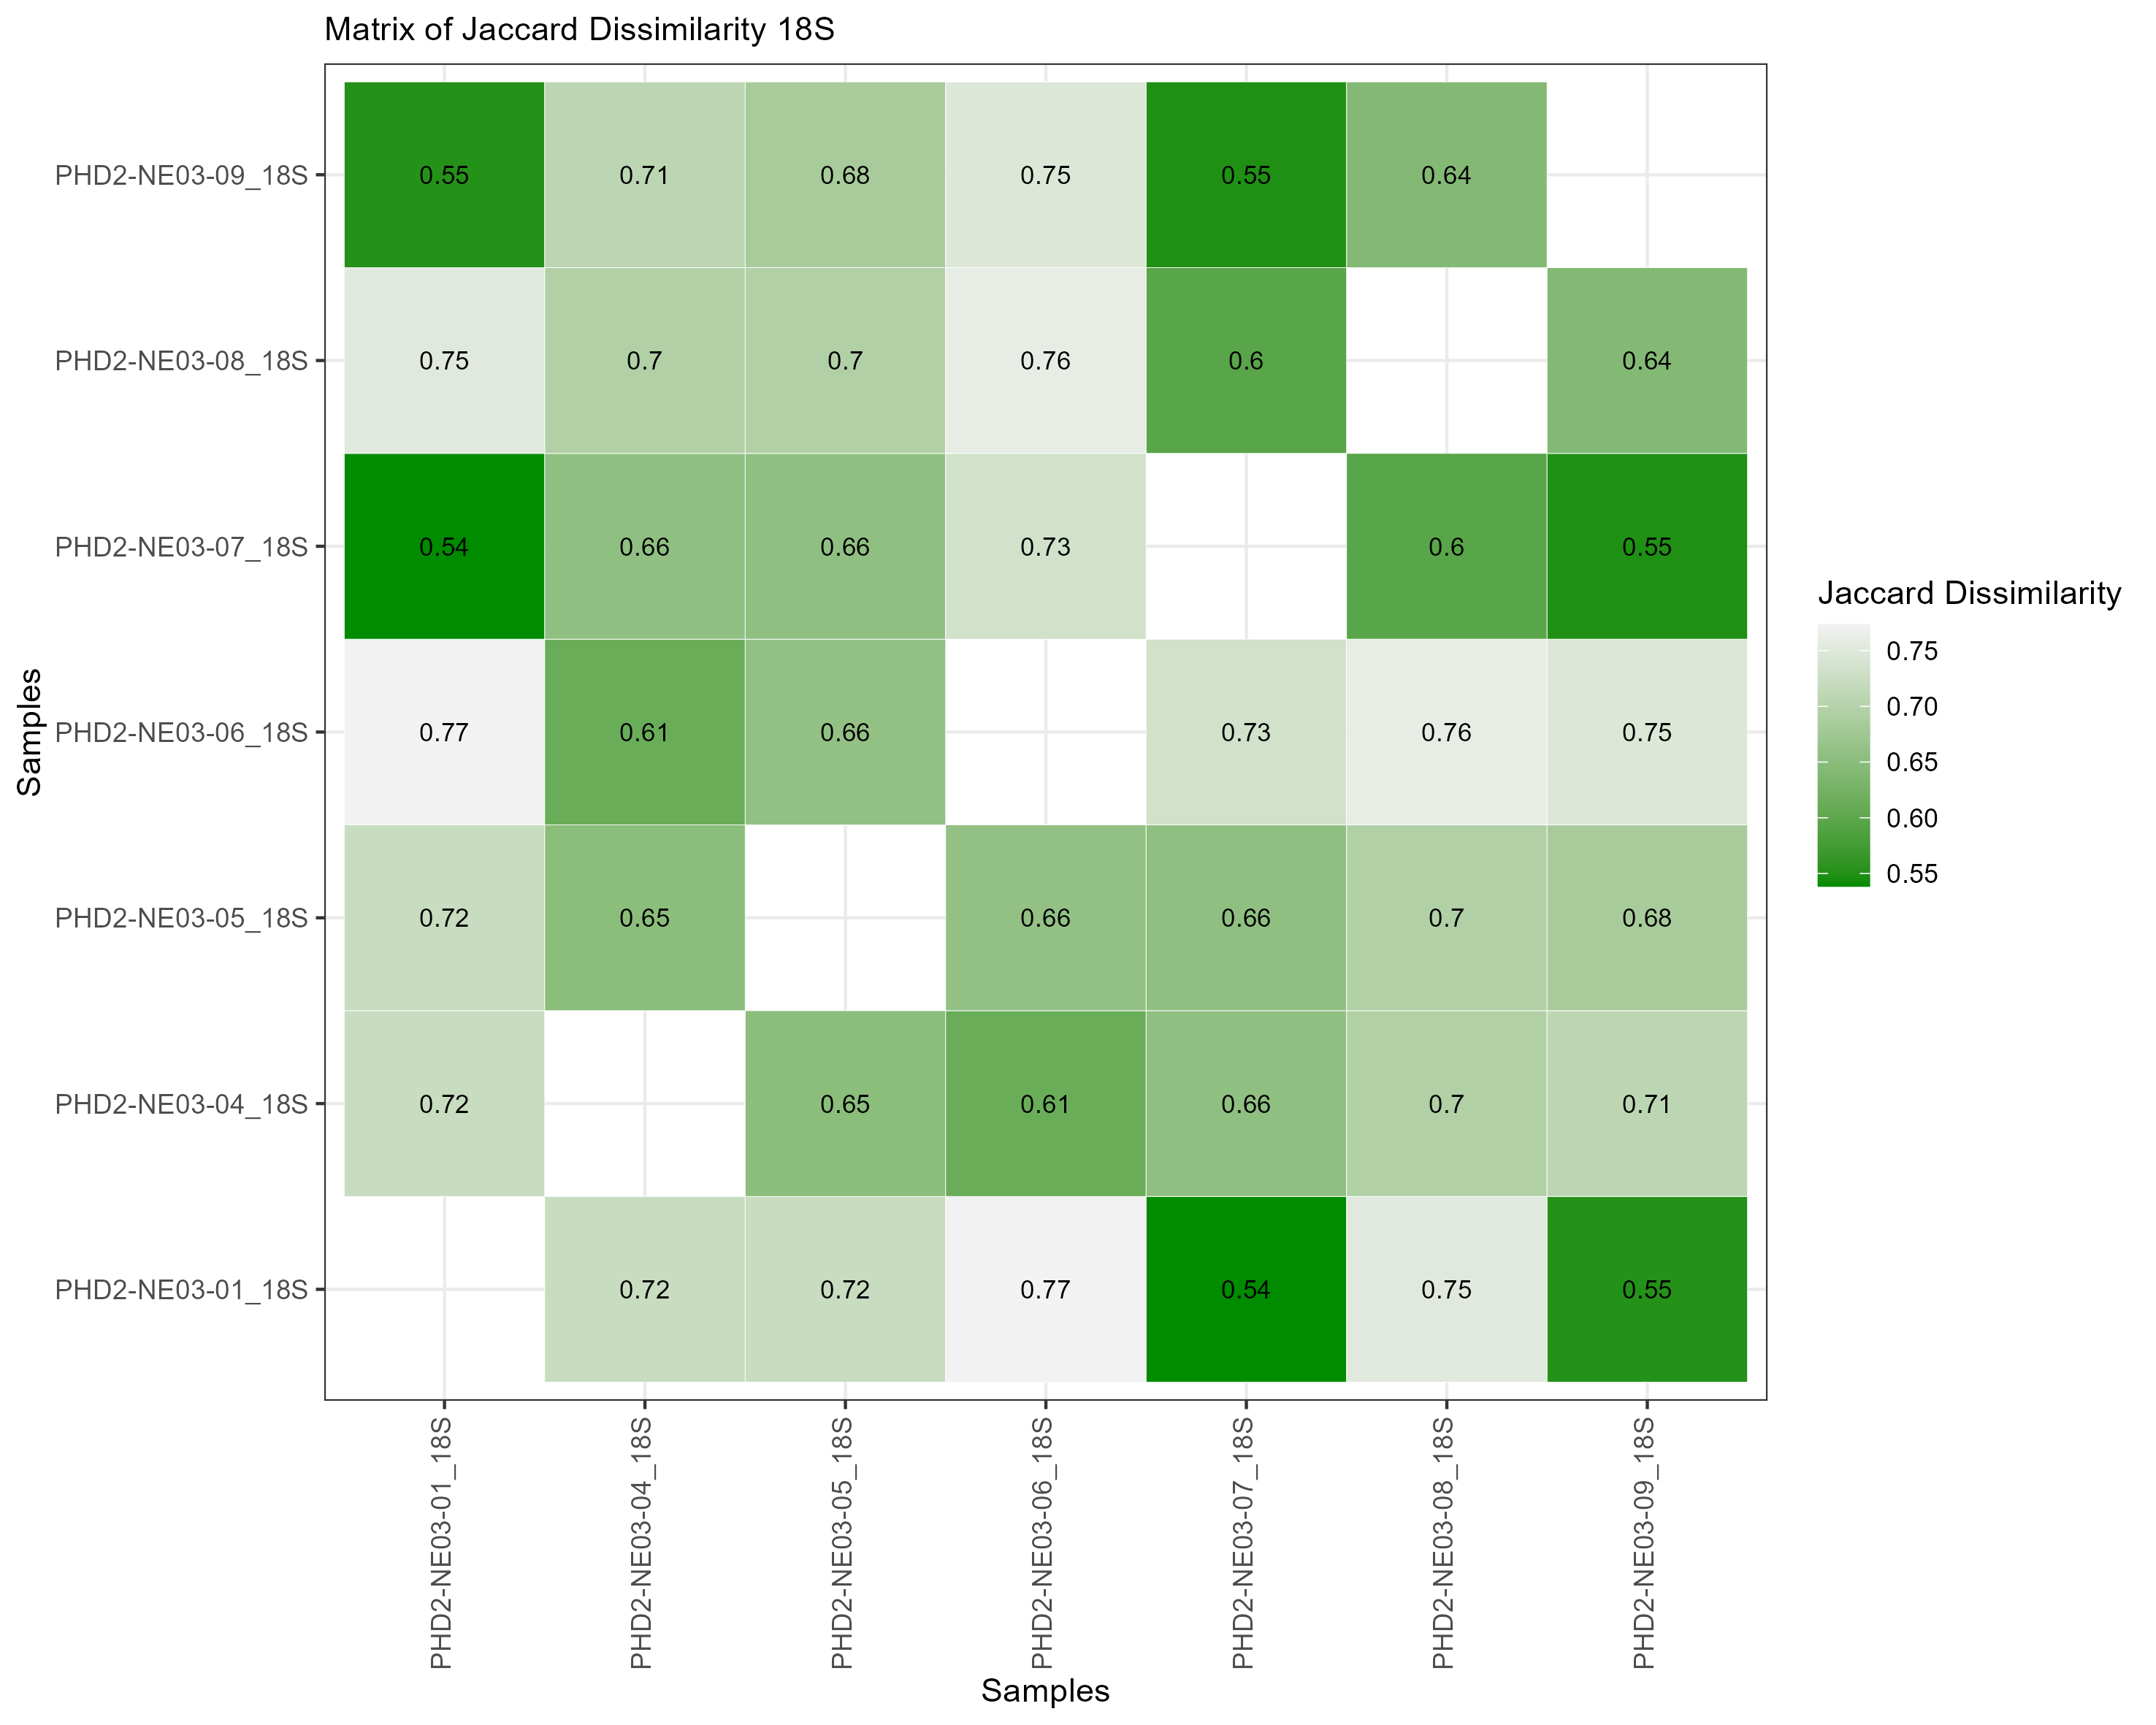 Matrix of Jaccard Dissimilarity 18S
PHD2-NE03-09_18S 0.55 0.71 0.68 0.75 0.55 0.64
PHD2-NE03-08_18S 0.75 0.7 0.7 0.76 0.6 0.64
PHD2-NE03-07_18S 0.54 0.66 0.66 0.73 0.6 0.55
PHD2-NE03-06_18S 0.77 0.61 0.66 0.73 0.76 0.75
PHD2-NE03-05_18S 0.72 0.65 0.66 0.66 0.7 0.68
PHD2-NE03-04_18S 0.72 0.65 0.61 0.66 0.7 0.71
PHD2-NE03-01_18S 0.72 0.72 0.77 0.54 0.75 0.55
Samples
PHD2-NE03-01_18S
PHD2-NE03-04_18S
PHD2-NE03-05_18S
PHD2-NE03-06_18S
PHD2-NE03-07_18S
PHD2-NE03-08_18S
PHD2-NE03-09_18S
Samples
Jaccard Dissimilarity
0.75
0.70
0.65
0.60
0.55